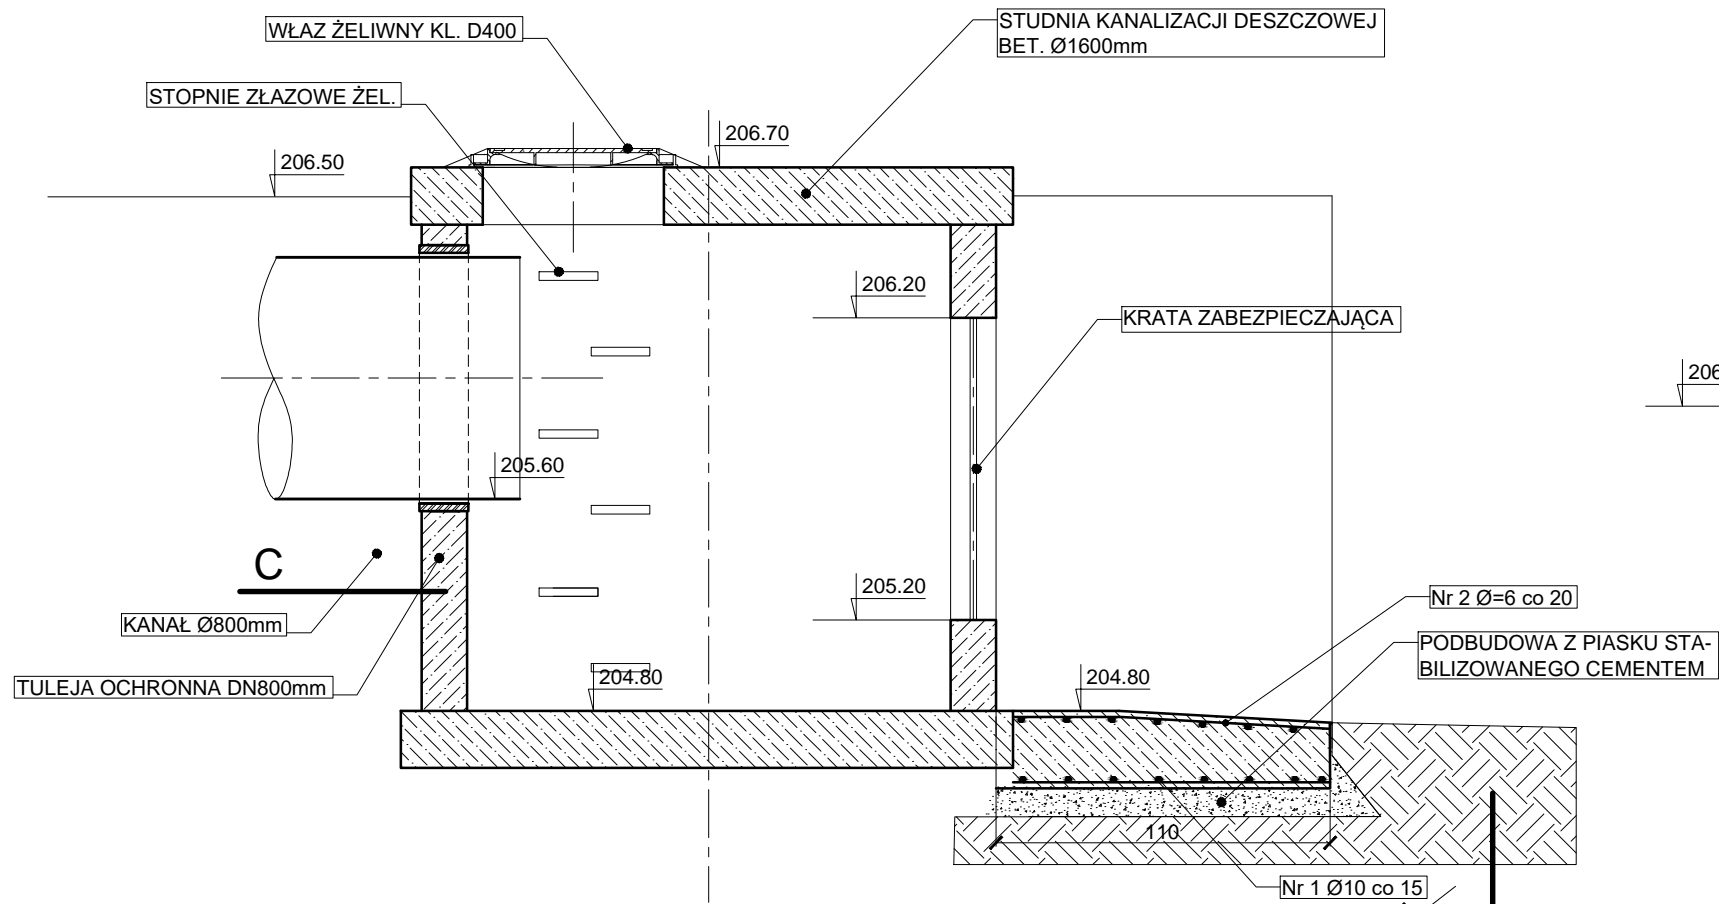 WŁAZ ŻELIWNY KL. D400
STUDNIA KANALIZACJI DESZCZOWEJ
BET. Ø1600mm
STOPNIE ZŁAZOWE ŻEL.
206.70
206.50
206.20
KRATA ZABEZPIECZAJĄCA
206
205.60
C
205.20
Nr 2 Ø=6 co 20
KANAŁ Ø800mm
PODBUDOWA Z PIASKU STA-
BILIZOWANEGO CEMENTEM
TULEJA OCHRONNA DN800mm
204.80
204.80
110
Nr 1 Ø10 co 15